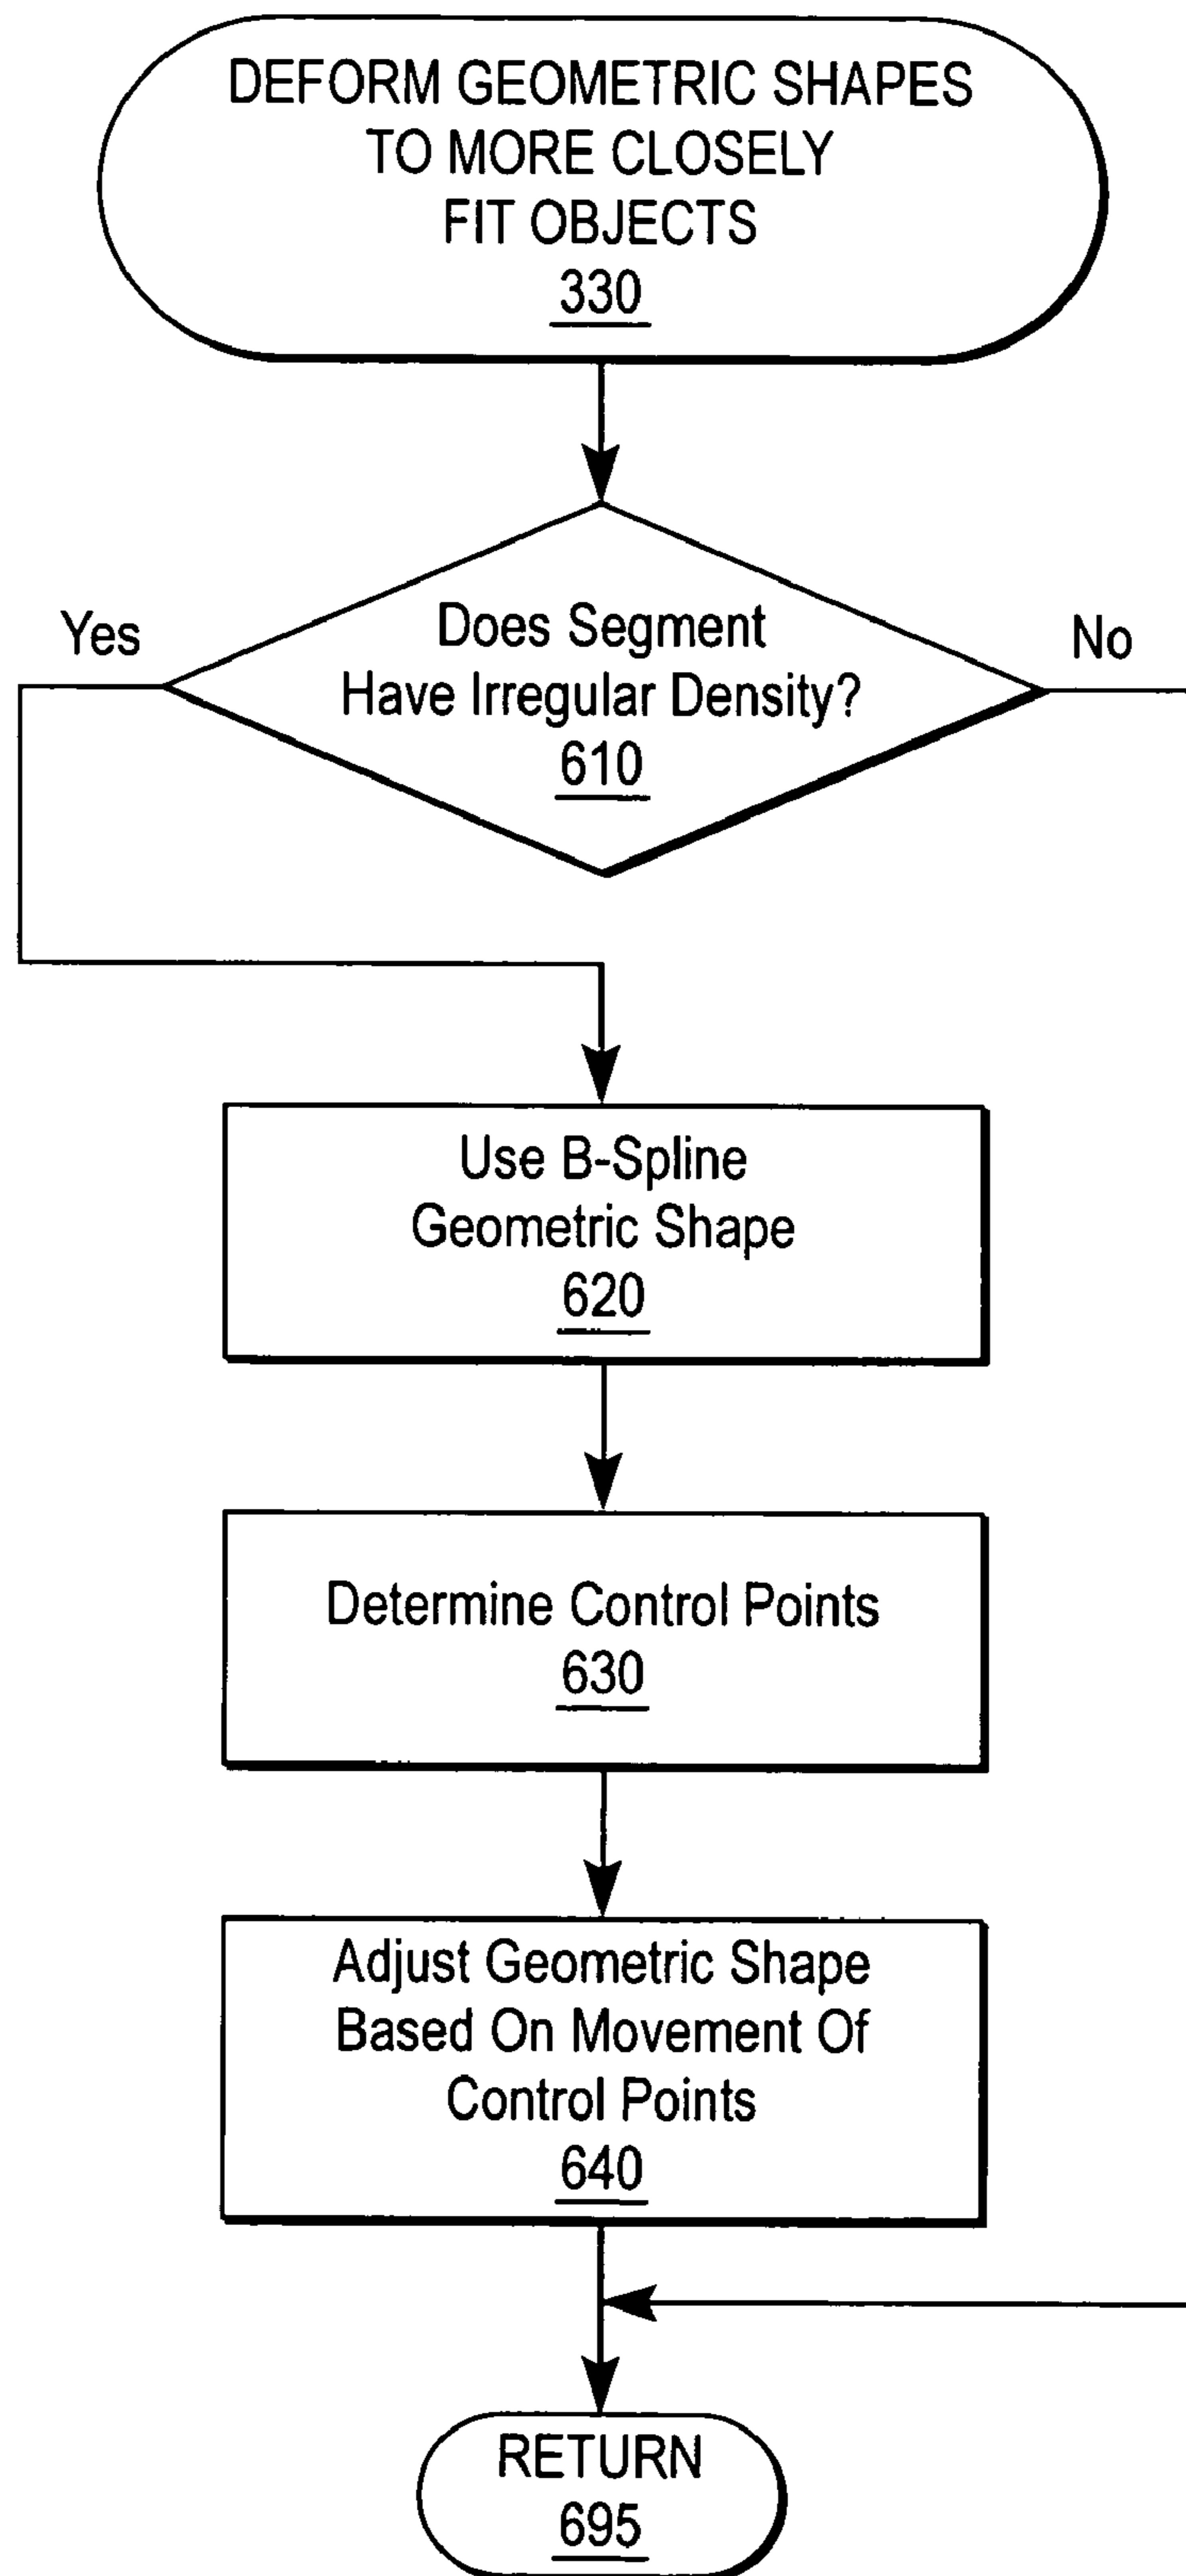 DEFORM GEOMETRIC SHAPES
TO MORE CLOSELY
FIT OBJECTS
330
Does Segment
Have Irregular Density?
610
Yes
No
Use B-Spline
Geometric Shape
620
Determine Control Points
630
Adjust Geometric Shape
Based On Movement Of
Control Points
640
RETURN
695